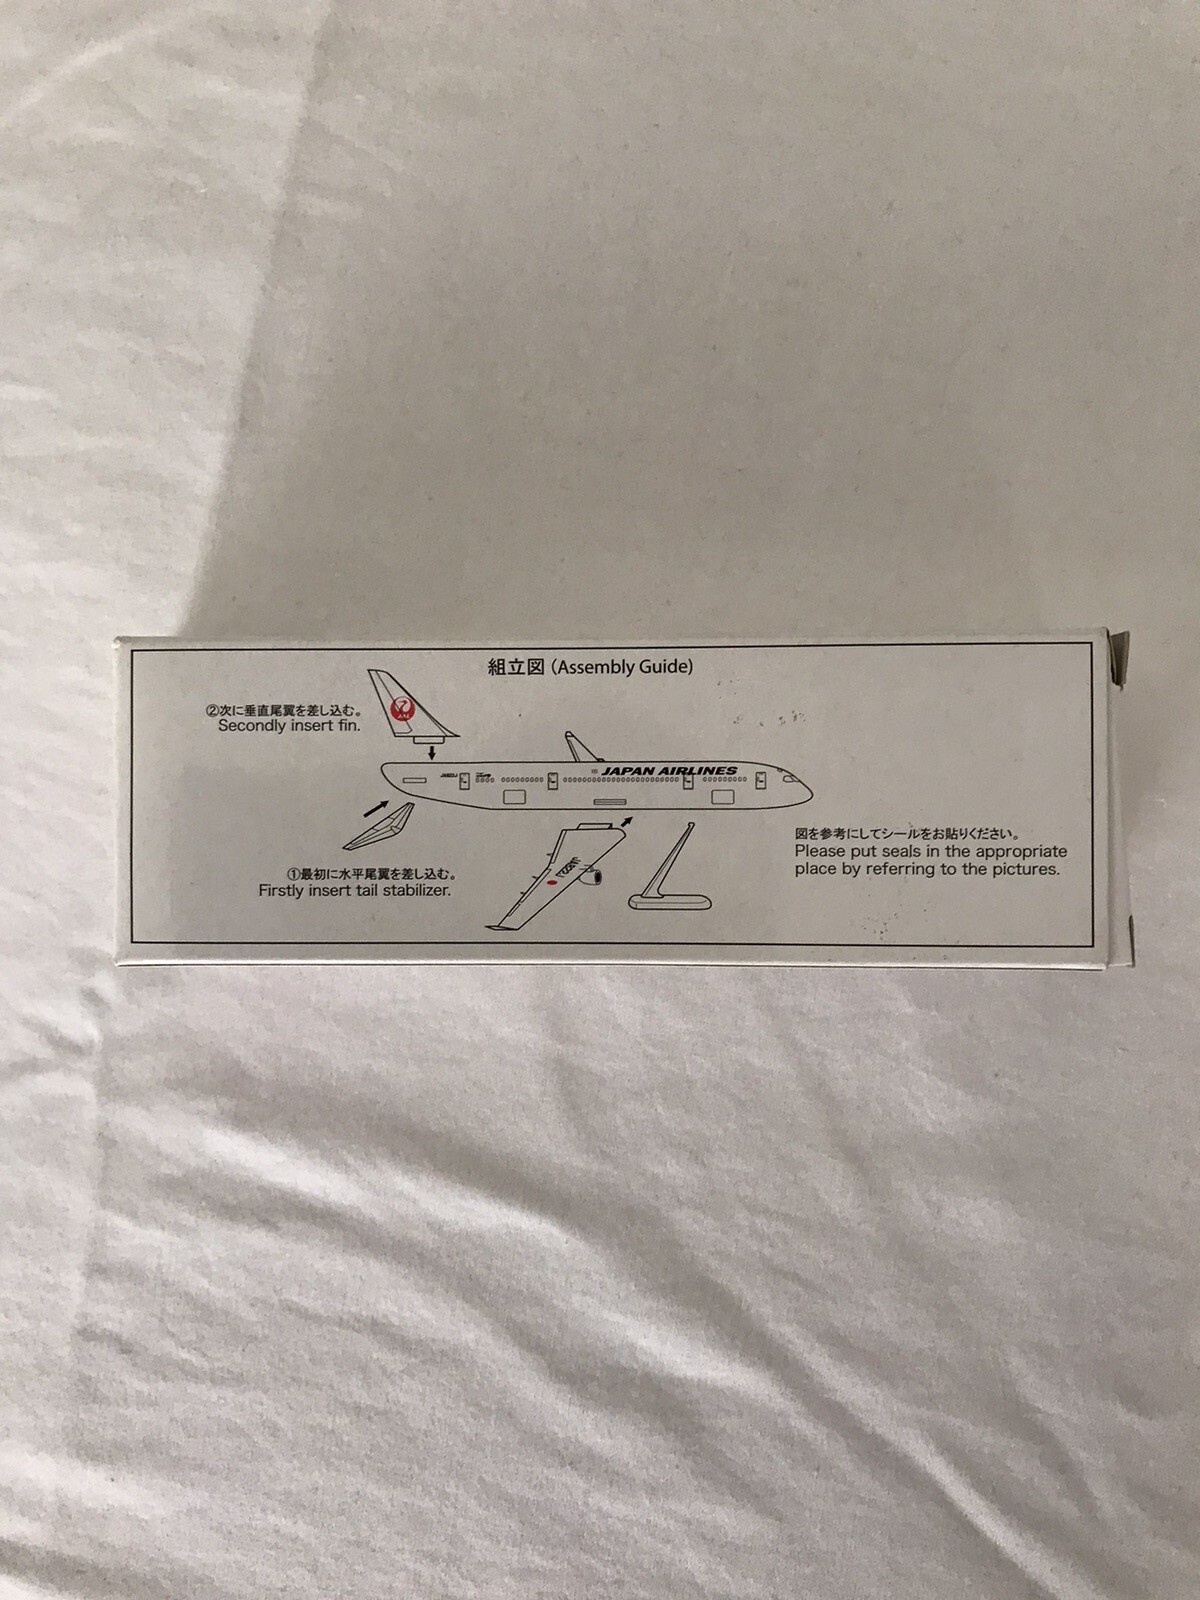 組立図 (Assembly Guide)
②次に垂直尾翼を差し込む。
Secondly insert fin.
JAL
JAPAN AIRLINES
①最初に水平尾翼を差し込む。
Firstly insert tail stabilizer.
図を参考にしてシールをお貼りください。
Please put seals in the appropriate
place by referring to the pictures.